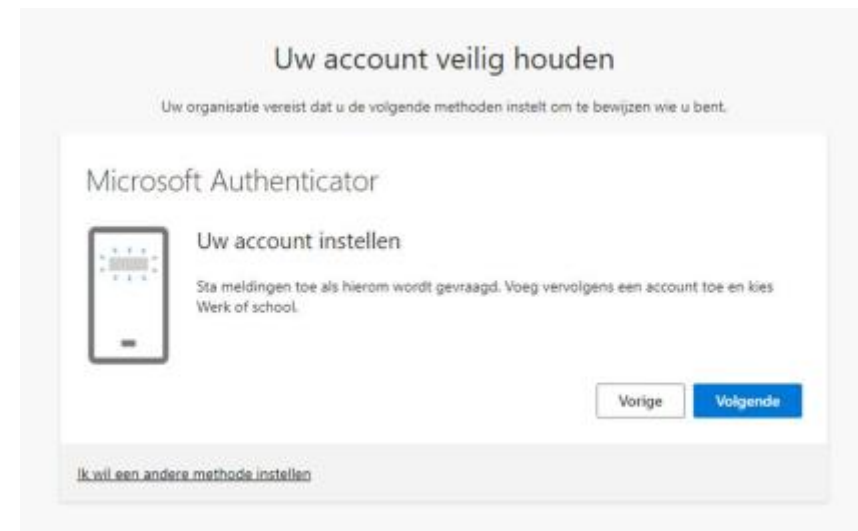 Uw account veilig houden
Uw organisatie vereist dat u de volgende methoden instelt om te bewijzen wie u bent.
Microsoft Authenticator
Uw account instellen
Sta meldingen toe als hierom wordt gevraagd. Voeg vervolgens een account toe en kies
Werk of school.
Vorige
Volgende
Ik wil een andere methode instellen